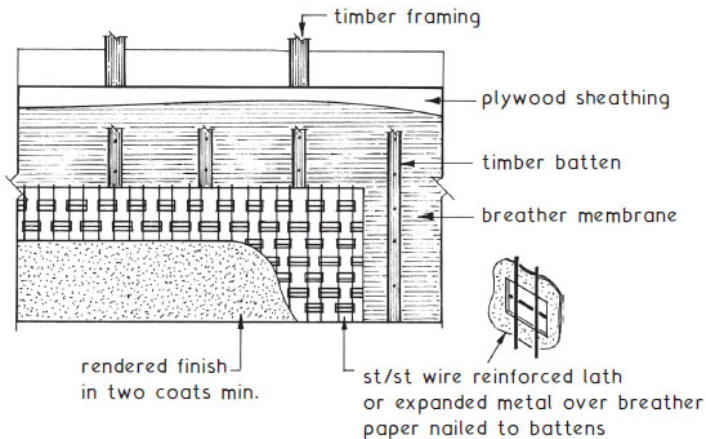 timber framing
plywood sheathing
timber batten
breather membrane
rendered finish
in two coats min.
st/st wire reinforced lath
or expanded metal over breather
paper nailed to battens